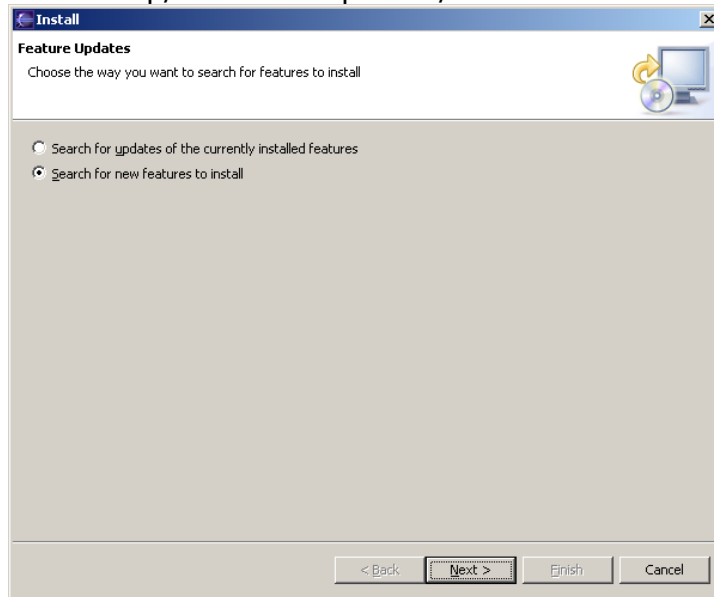 Install
Feature Updates
Choose the way you want to search for features to install
Search for updates of the currently installed features
Search for new features to install
< Back Next > Finish Cancel